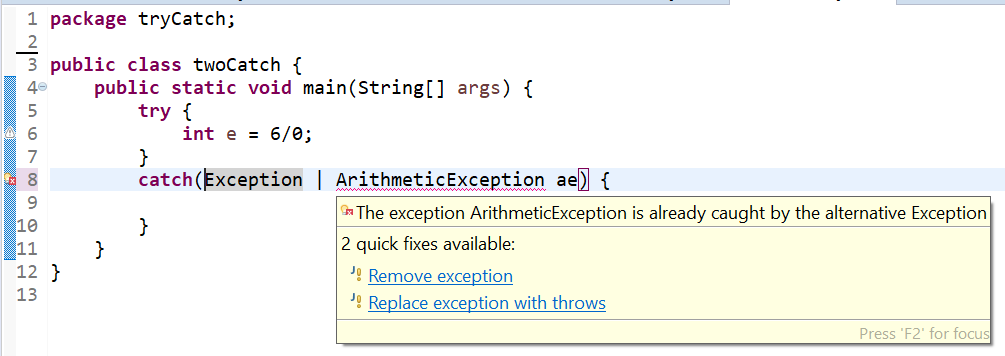 1 package tryCatch;
2
3 public class twoCatch {
4 public static void main(String[] args) {
5 try {
6 int e = 6/0;
7 }
8 catch(Exception | ArithmeticException ae) {
9
The exception ArithmeticException is already caught by the alternative Exception
10 }
2 quick fixes available:
11 }
Remove exception
12 }
Replace exception with throws
13
Press 'F2' for focus